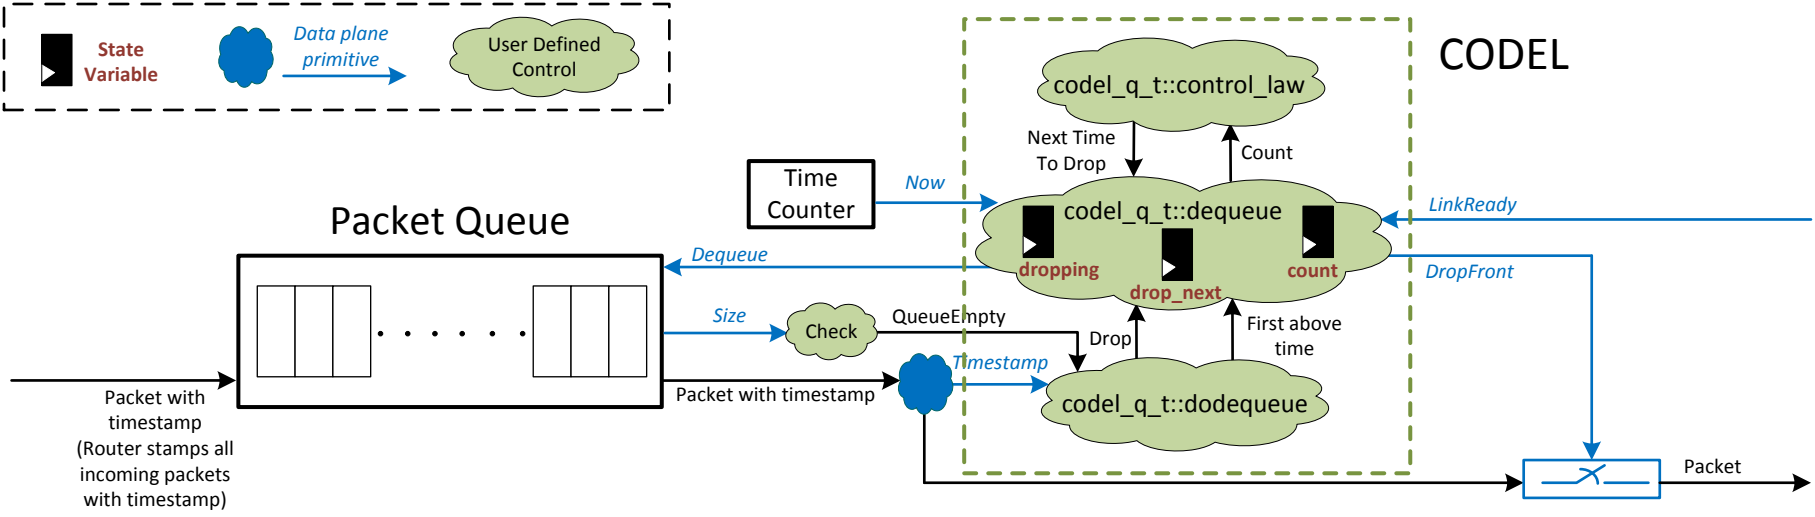 State
Variable
Data plane
primitive
User Defined
Control
CODEL
codel_q_t::control_law
Next Time
To Drop
Count
Time
Counter
Now
codel_q_t::dequeue
LinkReady
Packet Queue
Dequeue
dropping
count
DropFront
drop_next
Size
Check
QueueEmpty
Drop
First above
time
Timestamp
Packet with timestamp
codel_q_t::dodequeue
Packet with
timestamp
(Router stamps all
incoming packets
with timestamp)
Packet